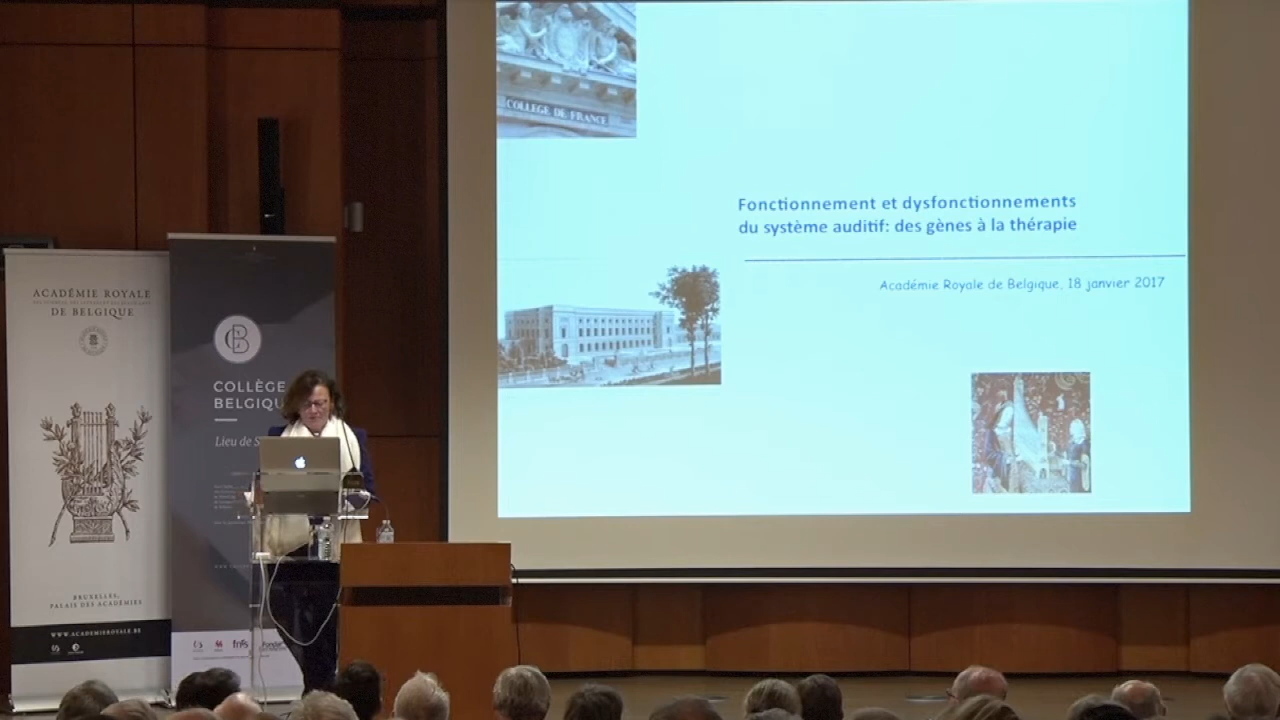 COLLEGE DE FRANCE
Fonctionnement et dysfonctionnements
du système auditif: des gènes à la thérapie
Académie Royale de Belgique, 18 janvier 2017
ACADÉMIE ROYALE
DE BELGIQUE
BRUXELLES,
PALAIS DES ACADÉMIES
WWW.ACADEMIEROYALE.BE
COLLÈGE
BELGIQU
Lieu de S
fnrs